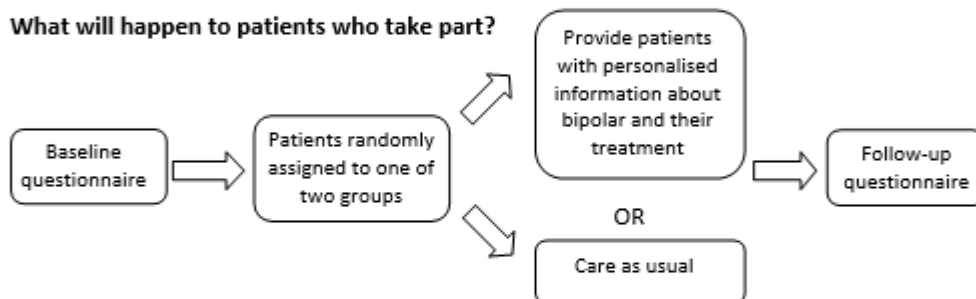 What will happen to patients who take part?
Baseline
questionnaire
Patients randomly
assigned to one of
two groups
Provide patients
with personalised
information about
bipolar and their
treatment
OR
Care as usual
Follow-up
questionnaire